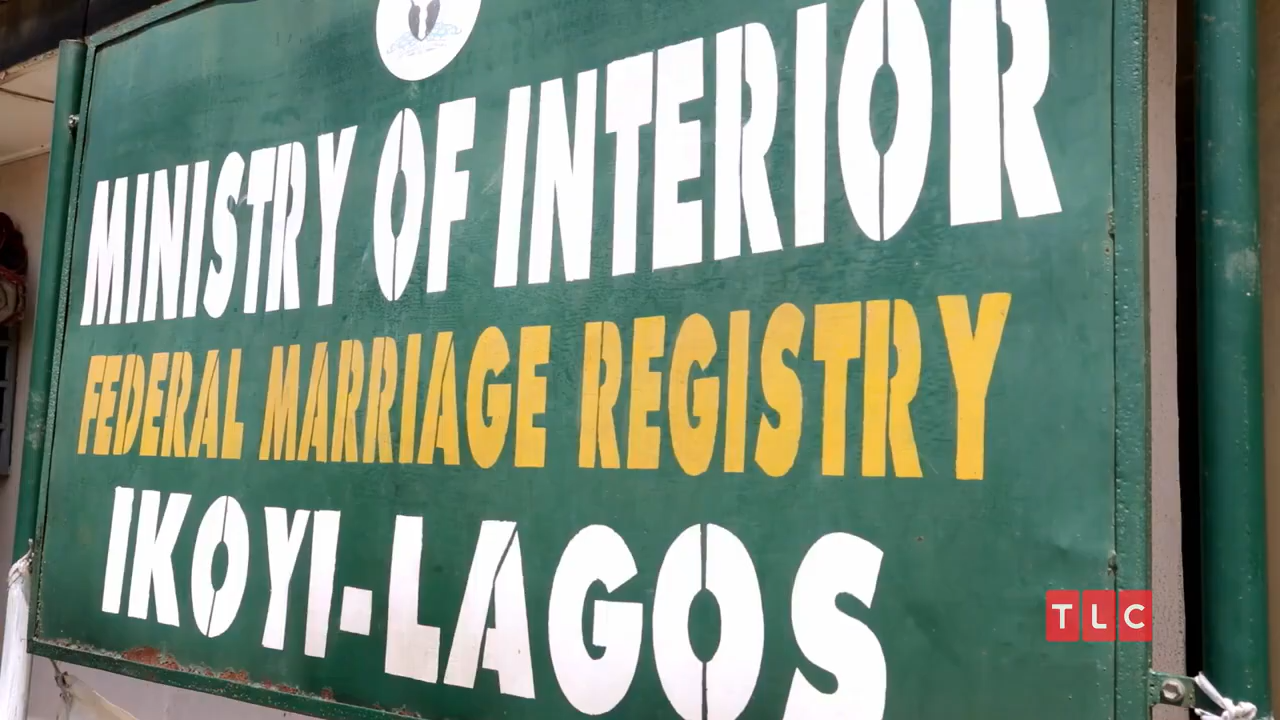 MINISTRY OF INTERIOR
FEDERAL MARRIAGE REGISTRY
IKOYI-LAGOS
TLC